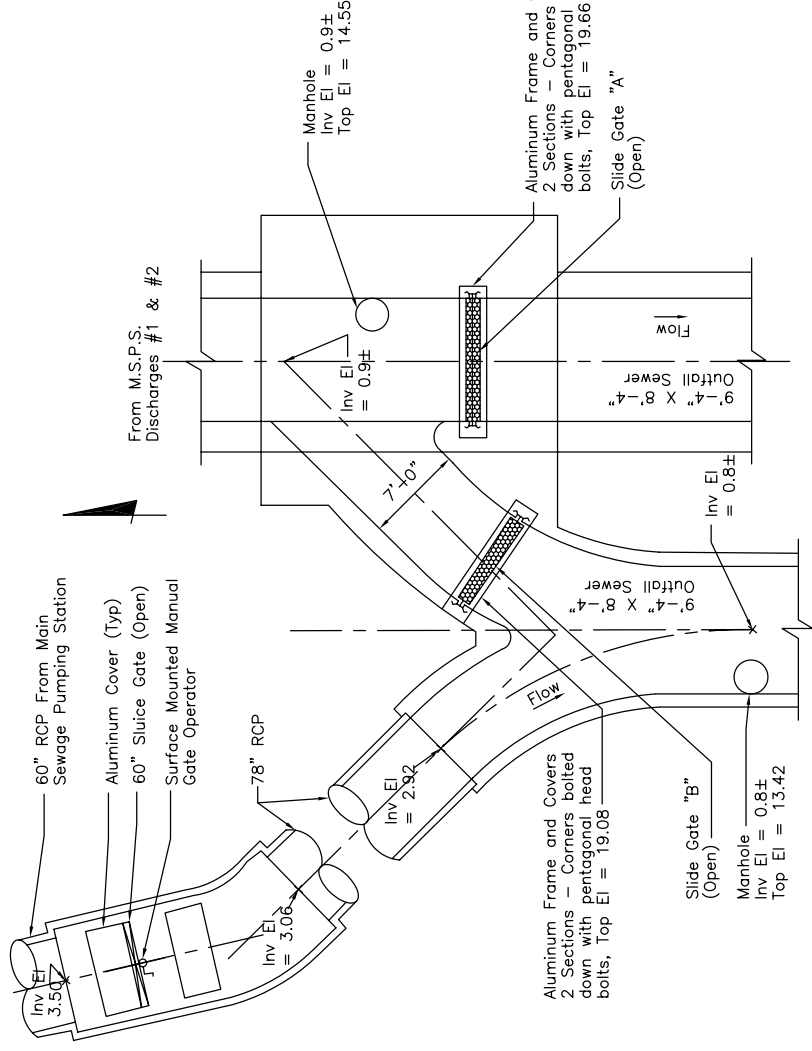 60" RCP From Main
Sewage Pumping Station
Aluminum Cover (Typ)
60" Sluice Gate (Open)
Surface Mounted Manual
Gate Operator
78" RCP
Inv El
3.50
Inv El
= 3.06
Inv El
= 2.92
From M.S.P.S.
Discharges #1 & #2
Manhole
Inv El = 0.9±
Top El = 14.55
Inv El
= 0.9±
7'-0"
Aluminum Frame and
2 Sections – Corners
down with pentagonal
bolts, Top El = 19.66
Slide Gate "A"
(Open)
Flow
9'-4" X 8'-4"
Outfall Sewer
Inv El
= 0.8±
9'-4" X 8'-4"
Outfall Sewer
Flow
Aluminum Frame and Covers
2 Sections – Corners bolted
down with pentagonal head
bolts, Top El = 19.08
Slide Gate "B"
(Open)
Manhole
Inv El = 0.8±
Top El = 13.42